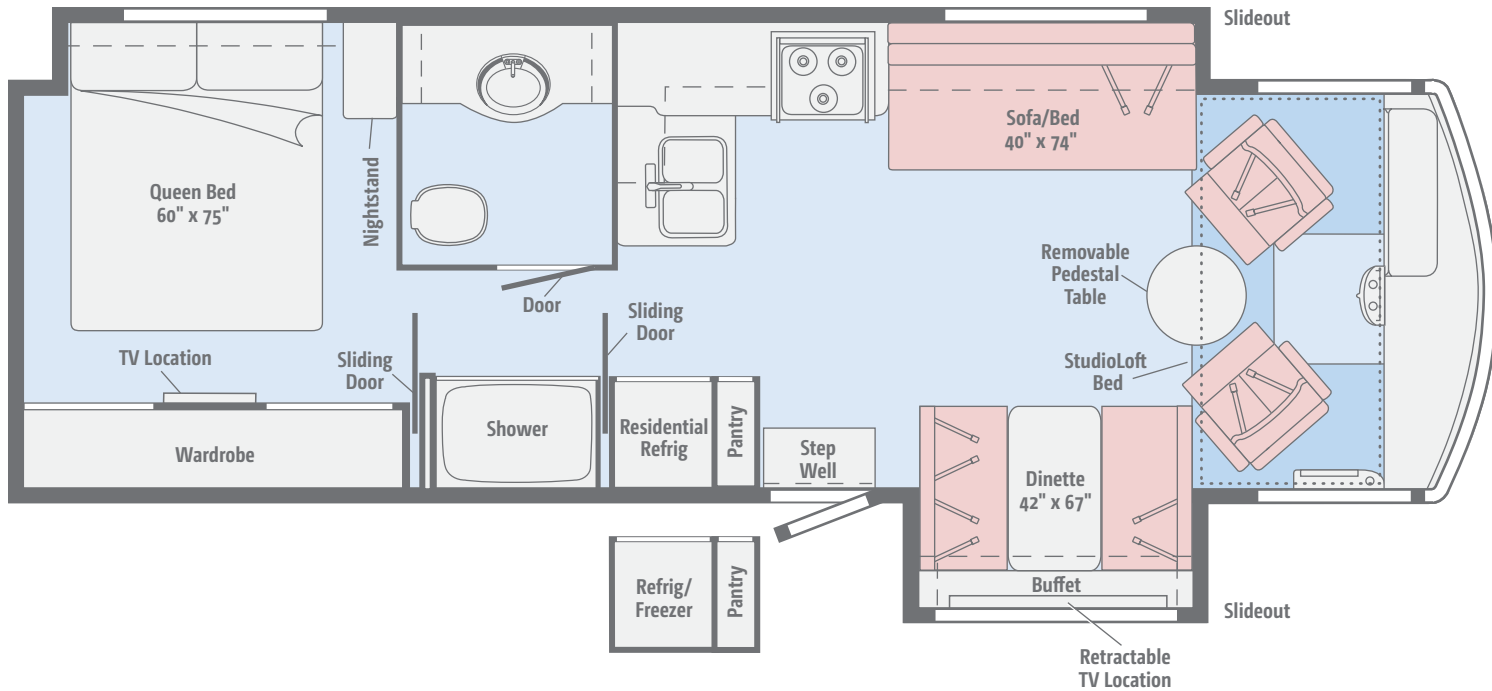 Slideout
Queen Bed
60" x 75"
Nightstand
Sofa/Bed
40" x 74"
Removable
Pedestal
Table
Door
Sliding
Door
TV Location
Sliding
Door
StudioLoft
Bed
Wardrobe
Shower
Residential
Refrig
Pantry
Step
Well
Dinette
42" x 67"
Refrig/
Freezer
Pantry
Buffet
Slideout
Retractable
TV Location